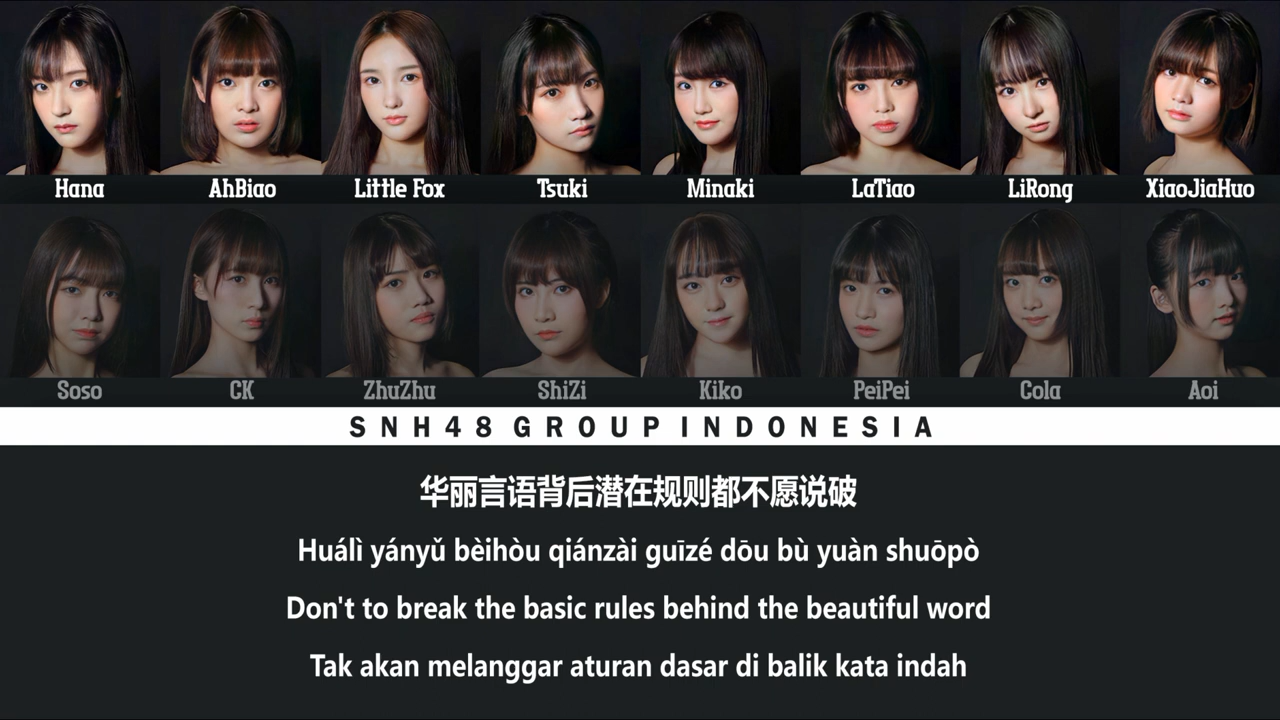 Hana AhBiao Little Fox Tsuki Minaki LaTiao LiRong XiaoJiaHuo
Soso CK ZhuZhu ShiZi Kiko PeiPei Cola Aoi
SNH48 GROUP INDONESIA
华丽言语背后潜在规则都不愿说破
Huálì yányǔ bèihòu qiánzài guīzé dōu bù yuàn shuōpò
Don't to break the basic rules behind the beautiful word
Tak akan melanggar aturan dasar di balik kata indah